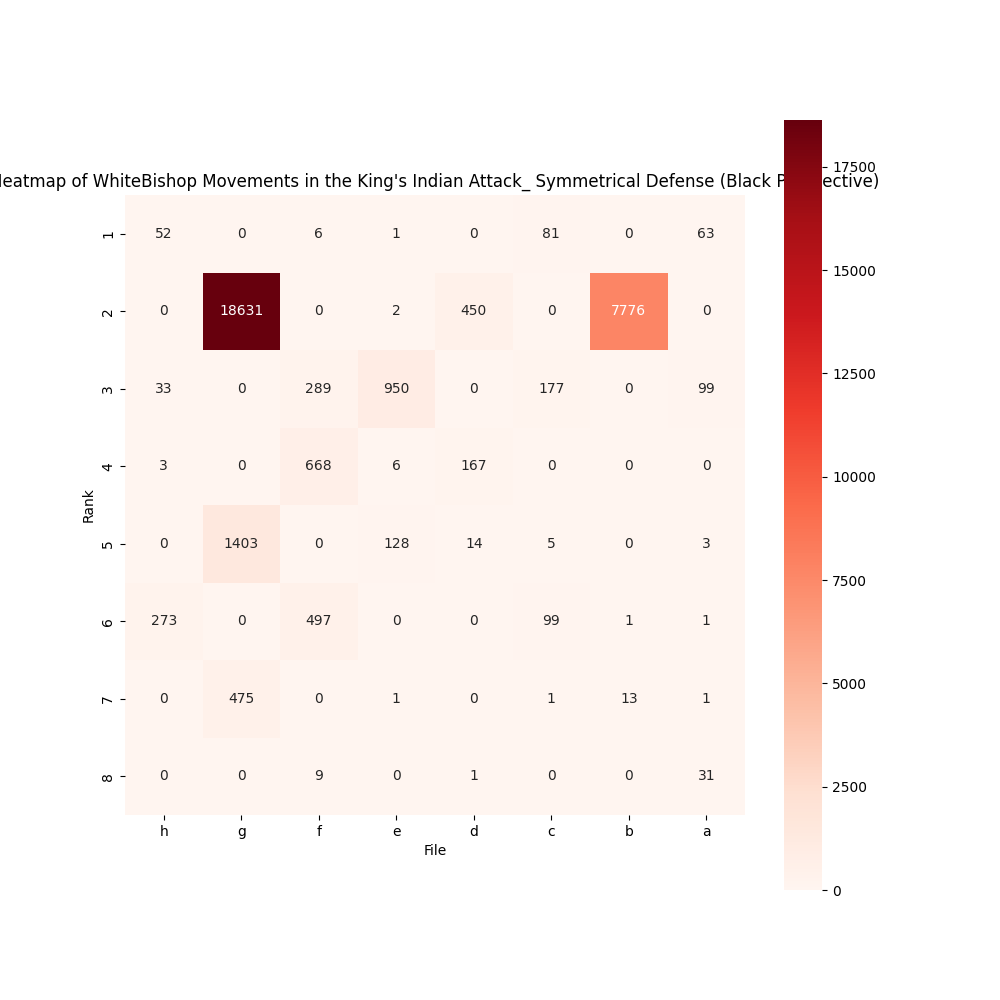 of WhiteBishop Movements in the King's Indian Attack_ Symmetrical Defense (Black
1 52 0 6 1 0 81 0 63
2 0 18631 0 2 450 0 7776 0
3 33 0 289 950 0 177 0 99
4 3 0 668 6 167 0 0 0
5 0 1403 0 128 14 5 0 3
6 273 0 497 0 0 99 1 1
7 0 475 0 1 0 1 13 1
8 0 0 9 0 1 0 0 31
h g f e d c b a
File
Rank
17500
15000
12500
10000
7500
5000
2500
0